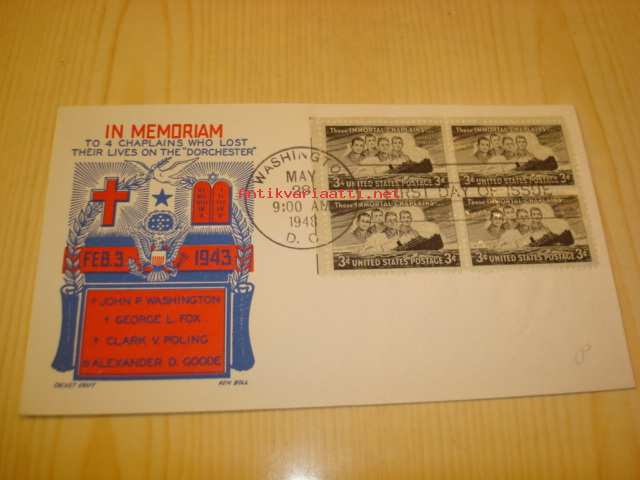 IN MEMORIAM
TO 4 CHAPLAINS WHO LOST
THEIR LIVES ON THE "DORCHESTER"
FEB. 3 1943
JOHN P. WASHINGTON
GEORGE L. FOX
CLARK V. POLING
ALEXANDER D. GOODE
CACHET CRAFT KEN BOLL
WASHINGTON
MAY
28
9:00 AM
1948
D. C.
FIRST DAY OF ISSUE
These IMMORTAL CHAPLAINS...
3¢ UNITED STATES POSTAGE 3¢
These IMMORTAL CHAPLAINS...
3¢ UNITED STATES POSTAGE 3¢
These IMMORTAL CHAPLAINS...
3¢ UNITED STATES POSTAGE 3¢
These IMMORTAL CHAPLAINS...
3¢ UNITED STATES POSTAGE 3¢
antikvariaatti.net